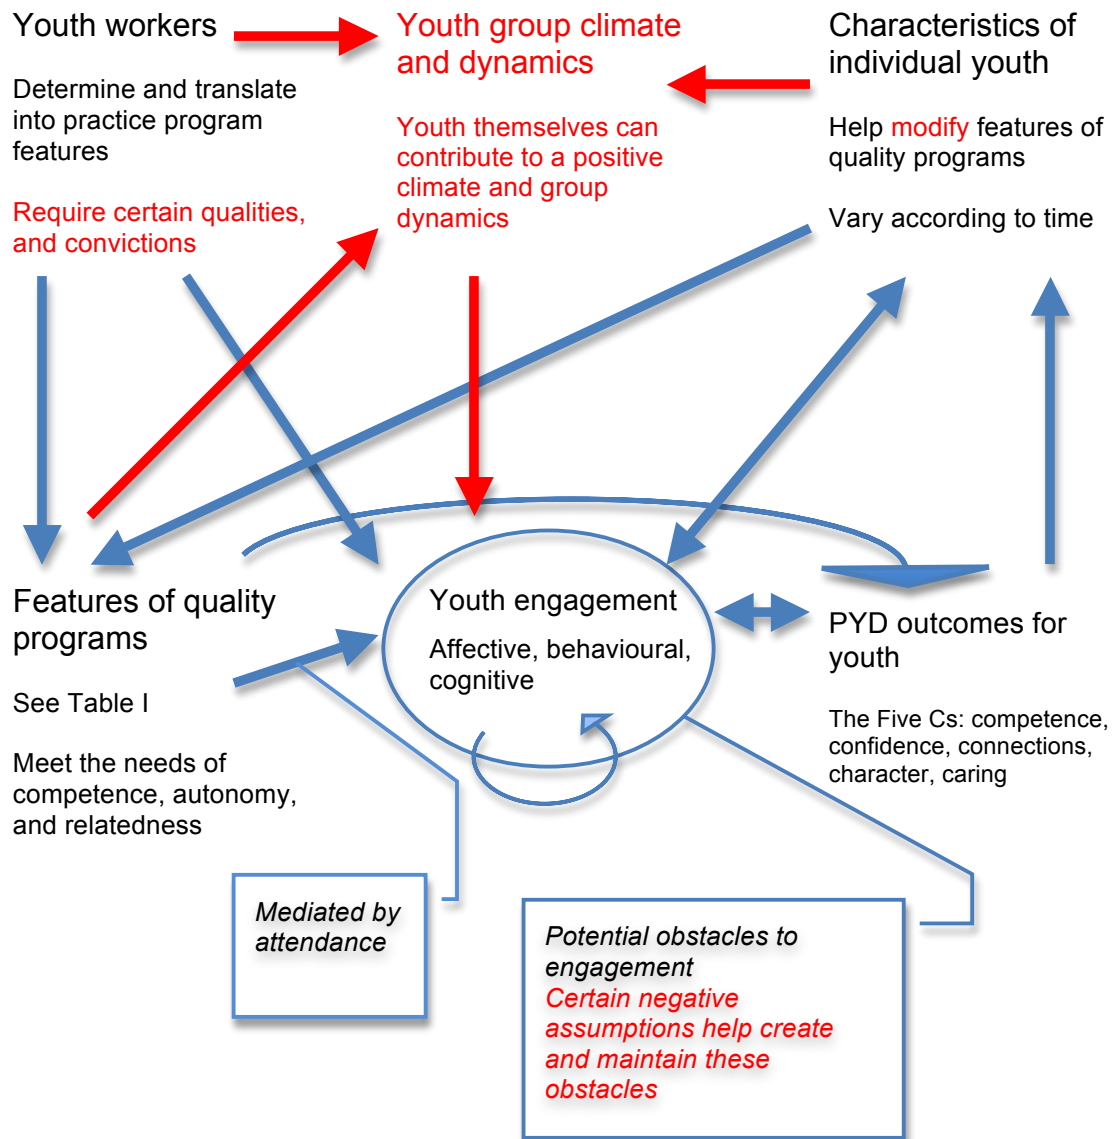 Youth workers
Determine and translate
into practice program
features
Require certain qualities,
and convictions
Youth group climate
and dynamics
Youth themselves can
contribute to a positive
climate and group
dynamics
Characteristics of
individual youth
Help modify features of
quality programs
Vary according to time
Features of quality
programs
See Table I
Meet the needs of
competence, autonomy,
and relatedness
Youth engagement
Affective, behavioural,
cognitive
PYD outcomes for
youth
The Five Cs: competence,
confidence, connections,
character, caring
Mediated by
attendance
Potential obstacles to
engagement
Certain negative
assumptions help create
and maintain these
obstacles